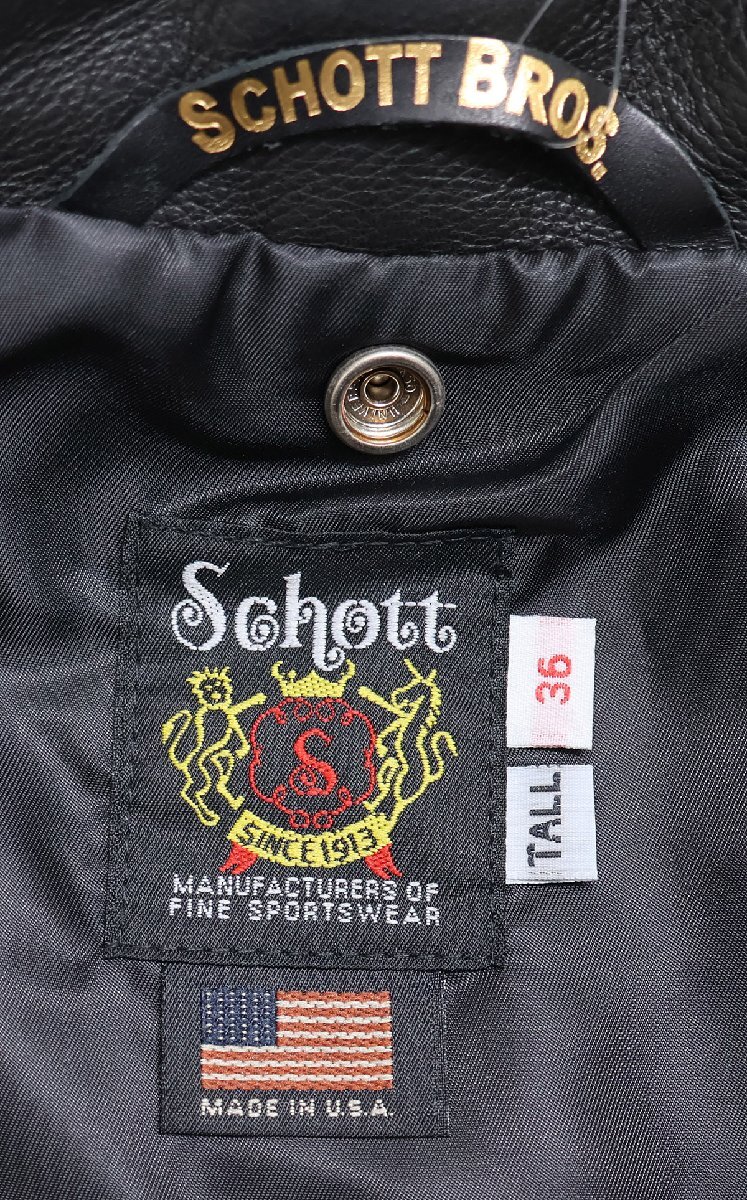 SCHOTT BROS.
Schott
S
SINCE 1913
MANUFACTURERS OF
FINE SPORTSWEAR
36
TALL
MADE IN U.S.A.